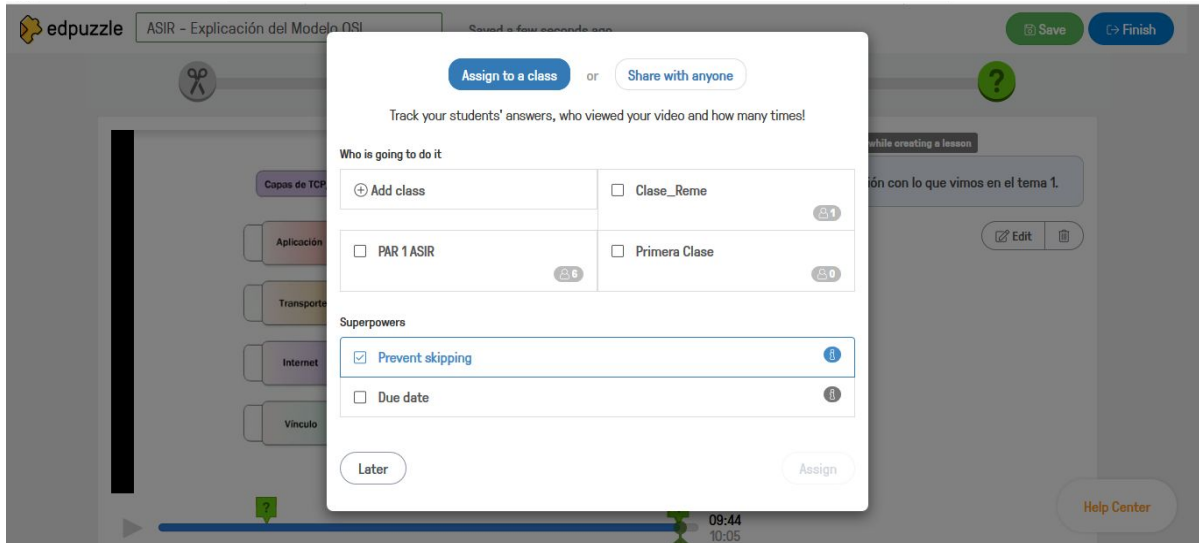 edpuzzle
ASIR - Explicación del Modelo OSI
Saved a few seconds ago
Save
Finish
Assign to a class or Share with anyone
Track your students' answers, who viewed your video and how many times!
Who is going to do it
Add class
Clase_Reme
1
PAR 1 ASIR
6
Primera Clase
0
Superpowers
Prevent skipping
Due date
Later
Assign
Capas de TCP
Aplicación
Transporte
Internet
Vínculo
while creating a lesson
ión con lo que vimos en el tema 1.
Edit
?
?
09:44
10:05
Help Center